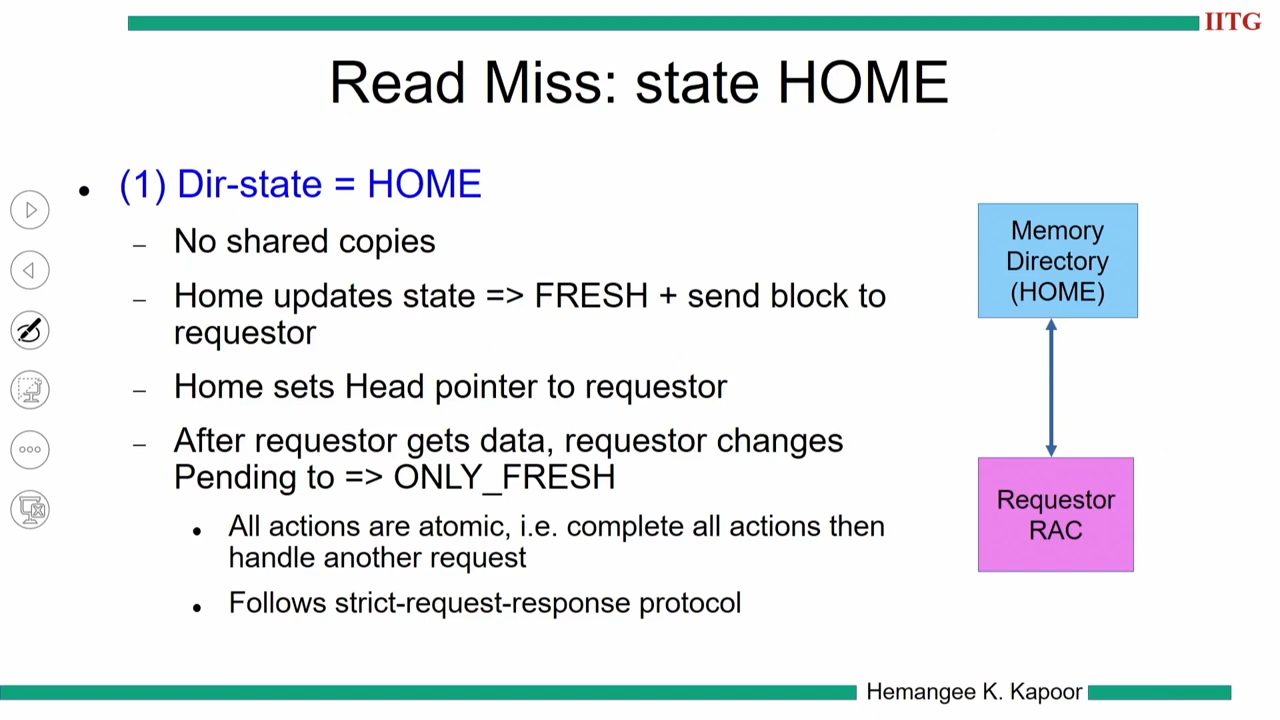 IITG
Read Miss: state HOME
● (1) Dir-state = HOME
– No shared copies
– Home updates state => FRESH + send block to
requestor
– Home sets Head pointer to requestor
– After requestor gets data, requestor changes
Pending to => ONLY_FRESH
● All actions are atomic, i.e. complete all actions then
handle another request
● Follows strict-request-response protocol
Memory
Directory
(HOME)
Requestor
RAC
Hemangee K. Kapoor